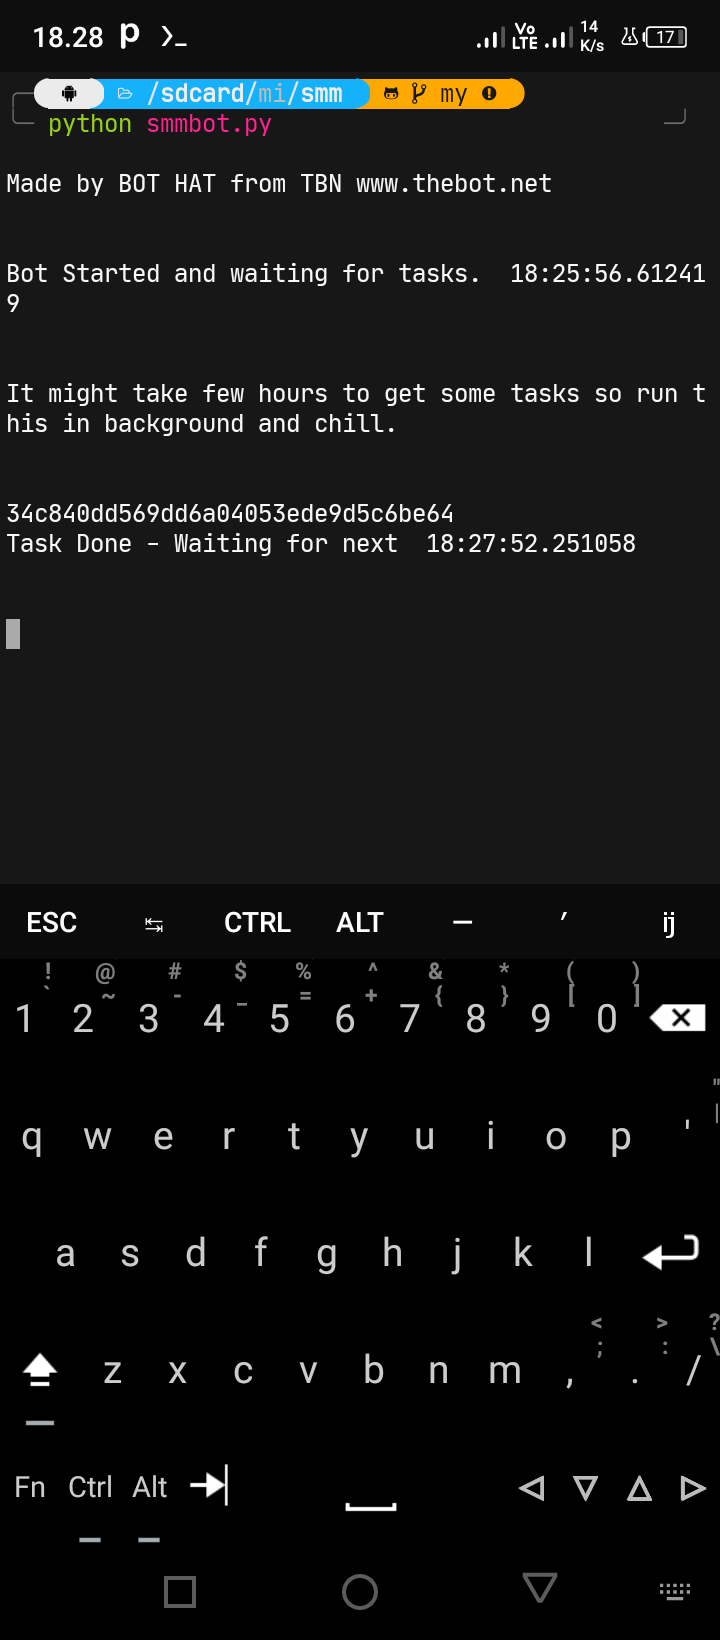 18.28 p ❯_ Vo LTE 14 K/s 17
/sdcard/mi/smm my
python smmbot.py
Made by BOT HAT from TBN www.thebot.net
Bot Started and waiting for tasks.  18:25:56.61241
9
It might take few hours to get some tasks so run t
his in background and chill.
34c840dd569dd6a04053ede9d5c6be64
Task Done - Waiting for next  18:27:52.251058
ESC ↹ CTRL ALT — ′ ij
! @ # $ % ^ & * ( )
` ~ - _ = + { } [ ]
1 2 3 4 5 6 7 8 9 0
" |
q w e r t y u i o p '
a s d f g h j k l
< > ?
; : \
z x c v b n m , . /
Fn Ctrl Alt